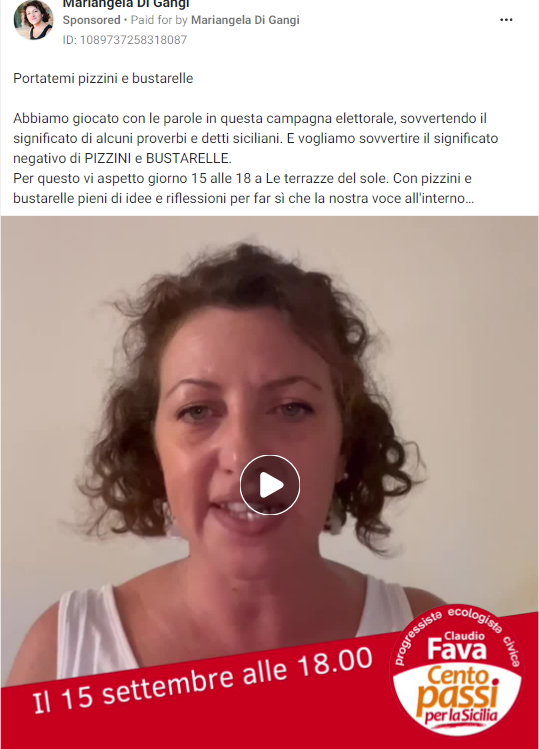 Mariangela Di Gangi
Sponsored • Paid for by Mariangela Di Gangi
ID: 1089737258318087
Portatemi pizzini e bustarelle
Abbiamo giocato con le parole in questa campagna elettorale, sovvertendo il
significato di alcuni proverbi e detti siciliani. E vogliamo sovvertire il significato
negativo di PIZZINI e BUSTARELLE.
Per questo vi aspetto giorno 15 alle 18 a Le terrazze del sole. Con pizzini e
bustarelle pieni di idee e riflessioni per far sì che la nostra voce all'interno...
Il 15 settembre alle 18.00
progressistə ecologistə civicə
Claudio
Fava
Cento
passi
per la Sicilia